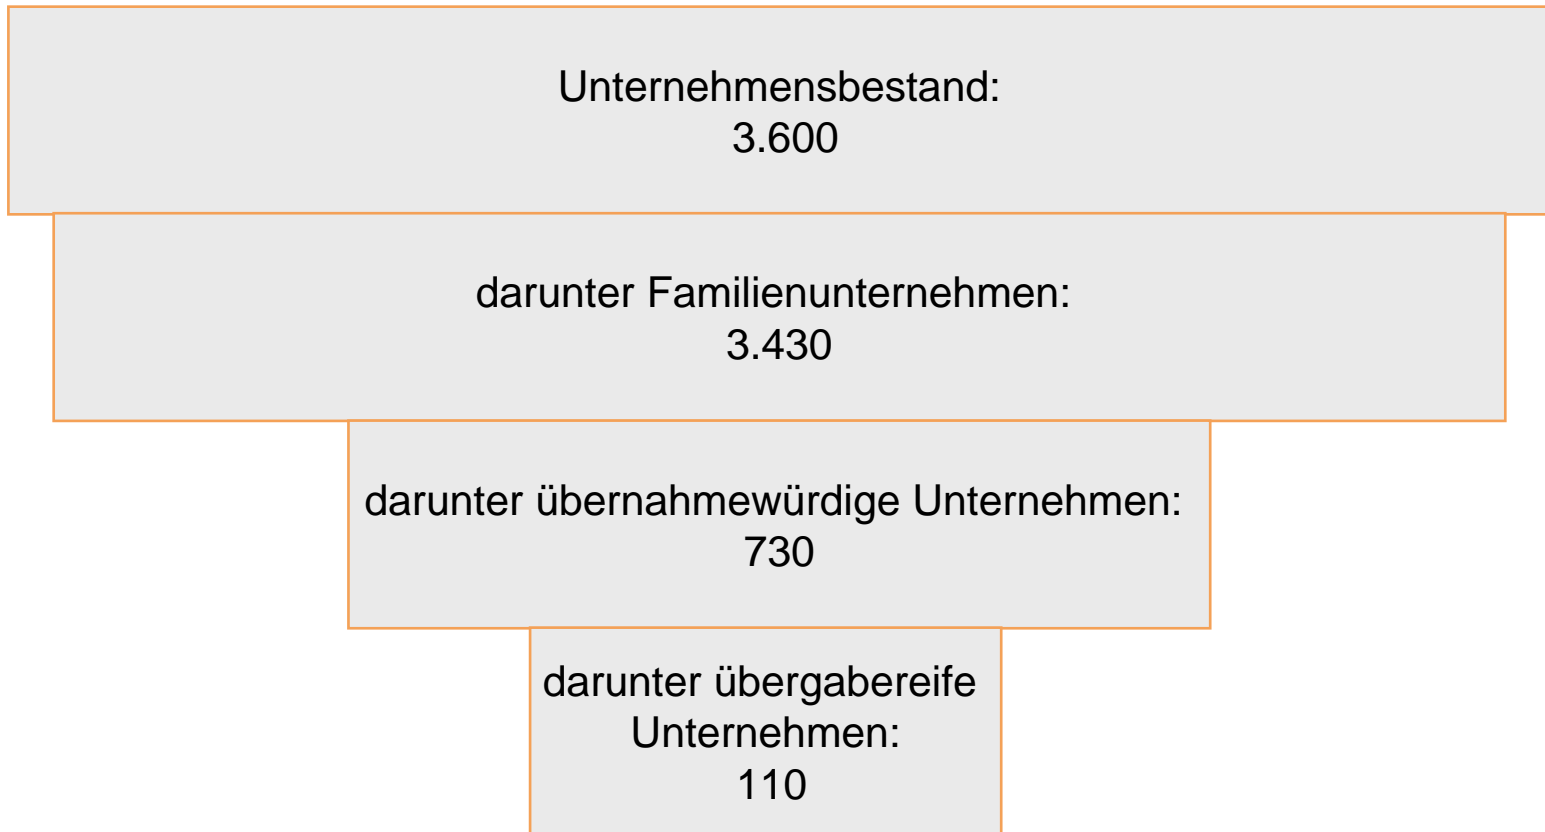 Unternehmensbestand:
3.600
darunter Familienunternehmen:
3.430
darunter übernahmewürdige Unternehmen:
730
darunter übergabereife
Unternehmen:
110